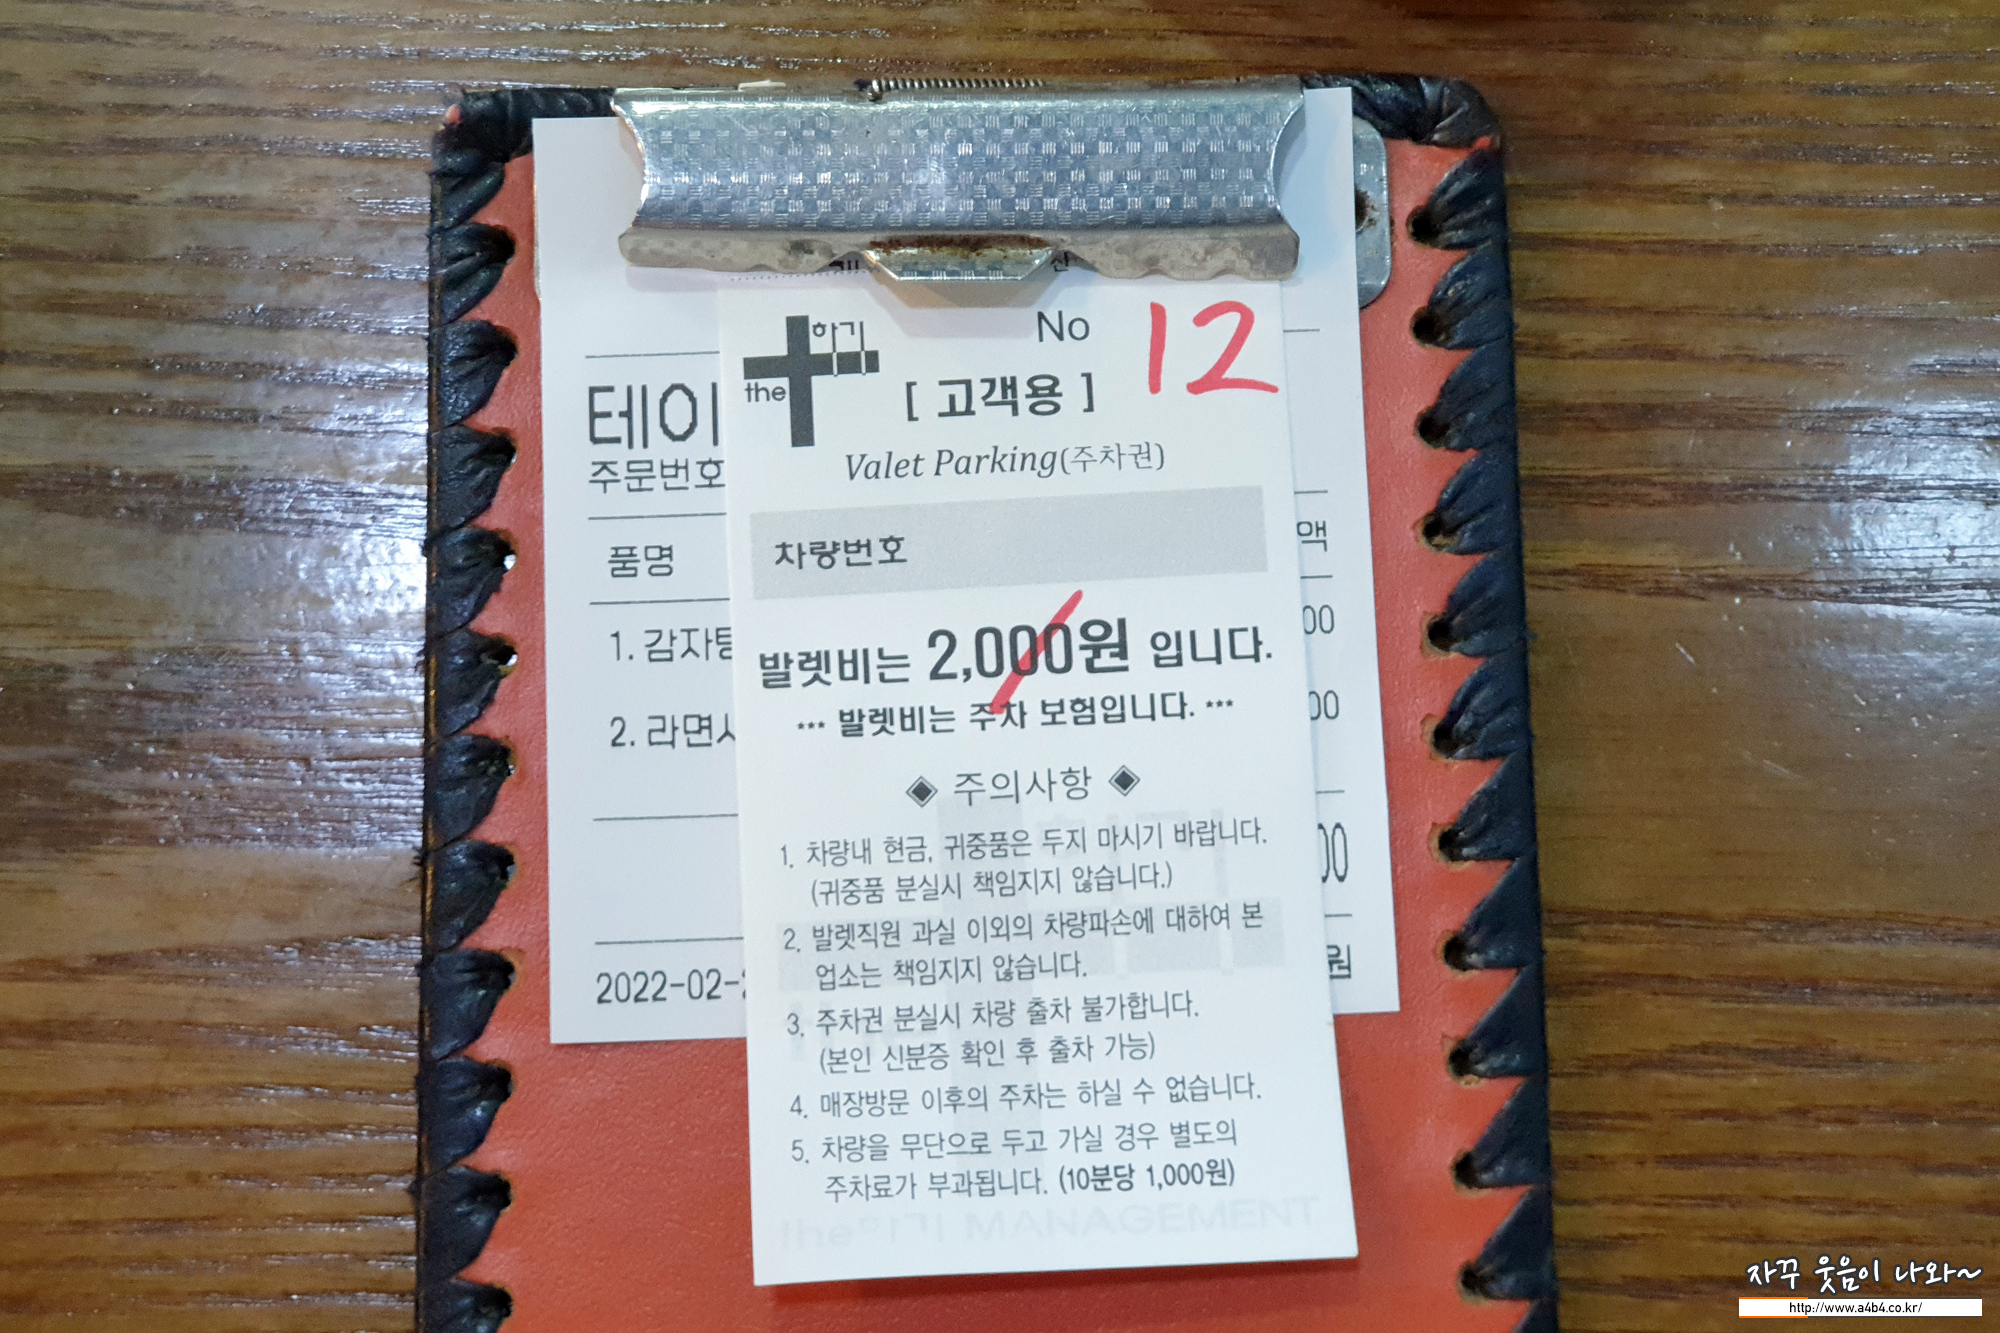 산
하기
the
No 12
[ 고객용 ]
Valet Parking(주차권)
차량번호
발렛비는 2,000원 입니다.
*** 발렛비는 주차 보험입니다. ***
◈ 주의사항 ◈
1. 차량내 현금, 귀중품은 두지 마시기 바랍니다.
(귀중품 분실시 책임지지 않습니다.)
2. 발렛직원 과실 이외의 차량파손에 대하여 본
업소는 책임지지 않습니다.
3. 주차권 분실시 차량 출차 불가합니다.
(본인 신분증 확인 후 출차 가능)
4. 매장방문 이후의 주차는 하실 수 없습니다.
5. 차량을 무단으로 두고 가실 경우 별도의
주차료가 부과됩니다. (10분당 1,000원)
테이
주문번호
품명
액
1. 감자탕
00
2. 라면
00
00
2022-02-
원
자꾸 웃음이 나와~
http://www.a4b4.co.kr/